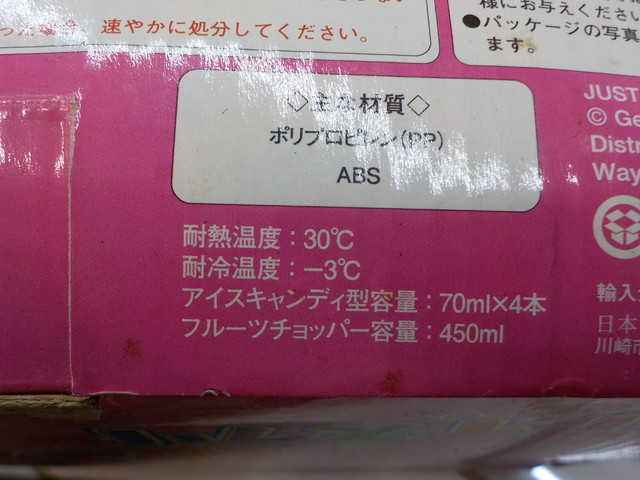 った場合、速やかに処分してください。
様にお与えください
●パッケージの写真
ます。
◇主な材質◇
ポリプロピレン(PP)
ABS
耐熱温度：30℃
耐冷温度：－3℃
アイスキャンディ型容量：70ml×4本
フルーツチョッパー容量：450ml
JUST
© Ge
Distr
Way
輸入
日本
川崎市